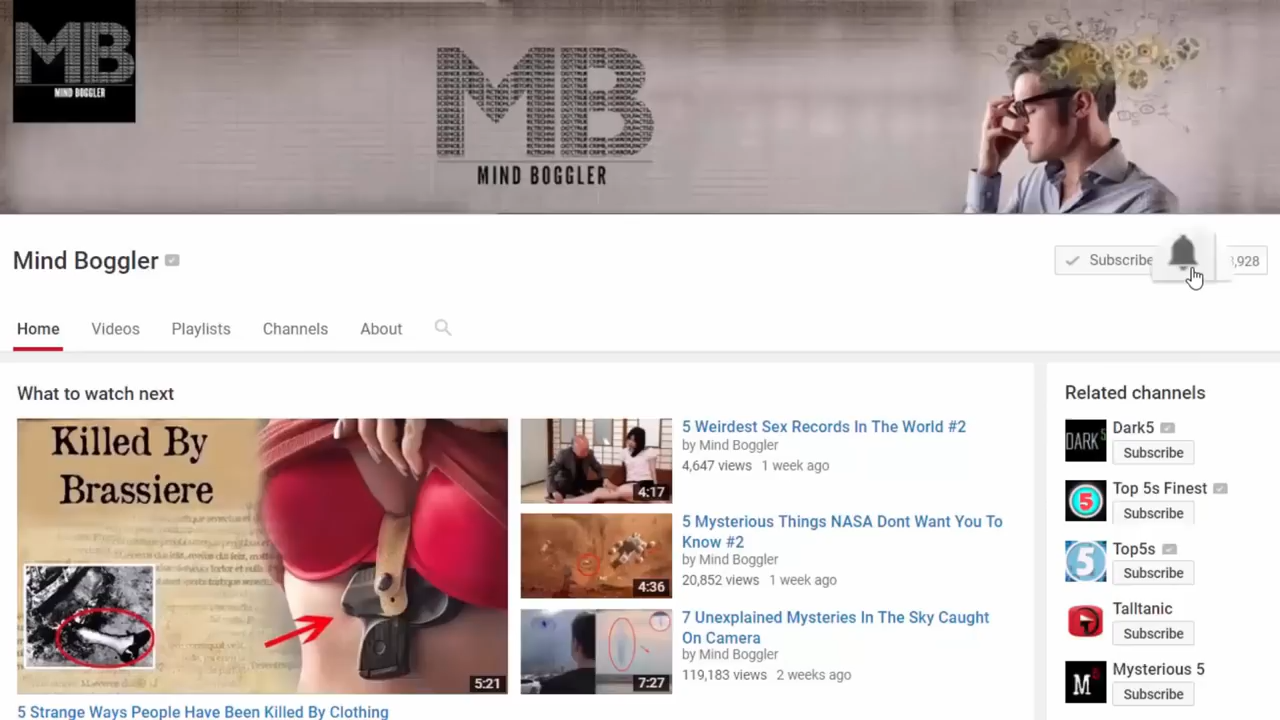 MB
MIND BOGGLER
MB
MIND BOGGLER
Mind Boggler
Subscribe
,928
Home
Videos
Playlists
Channels
About
What to watch next
Killed By
Brassiere
5:21
5 Strange Ways People Have Been Killed By Clothing
4:17
5 Weirdest Sex Records In The World #2
by Mind Boggler
4,647 views 1 week ago
4:36
5 Mysterious Things NASA Dont Want You To
Know #2
by Mind Boggler
20,852 views 1 week ago
7:27
7 Unexplained Mysteries In The Sky Caught
On Camera
by Mind Boggler
119,183 views 2 weeks ago
Related channels
DARK5
Dark5
Subscribe
5
Top 5s Finest
Subscribe
5
Top5s
Subscribe
Talltanic
Subscribe
M5
Mysterious 5
Subscribe